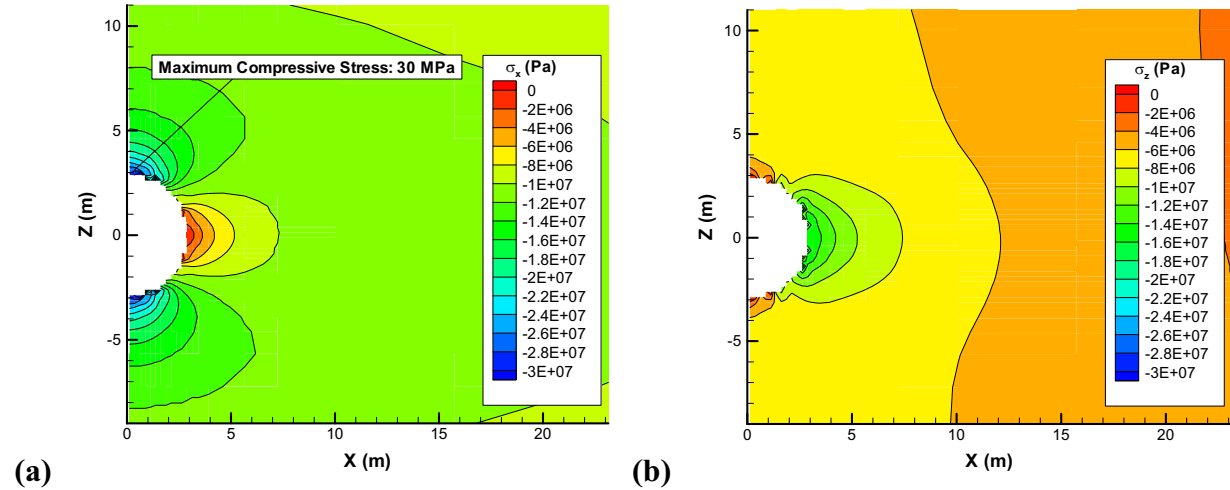 10
5
0
-5
Z (m)
0
5
10
15
20
X (m)
Maximum Compressive Stress: 30 MPa
σx (Pa)
0
-2E+06
-4E+06
-6E+06
-8E+06
-1E+07
-1.2E+07
-1.4E+07
-1.6E+07
-1.8E+07
-2E+07
-2.2E+07
-2.4E+07
-2.6E+07
-2.8E+07
-3E+07
(a)
10
5
0
-5
Z (m)
0
5
10
15
20
X (m)
σz (Pa)
0
-2E+06
-4E+06
-6E+06
-8E+06
-1E+07
-1.2E+07
-1.4E+07
-1.6E+07
-1.8E+07
-2E+07
-2.2E+07
-2.4E+07
-2.6E+07
-2.8E+07
-3E+07
(b)